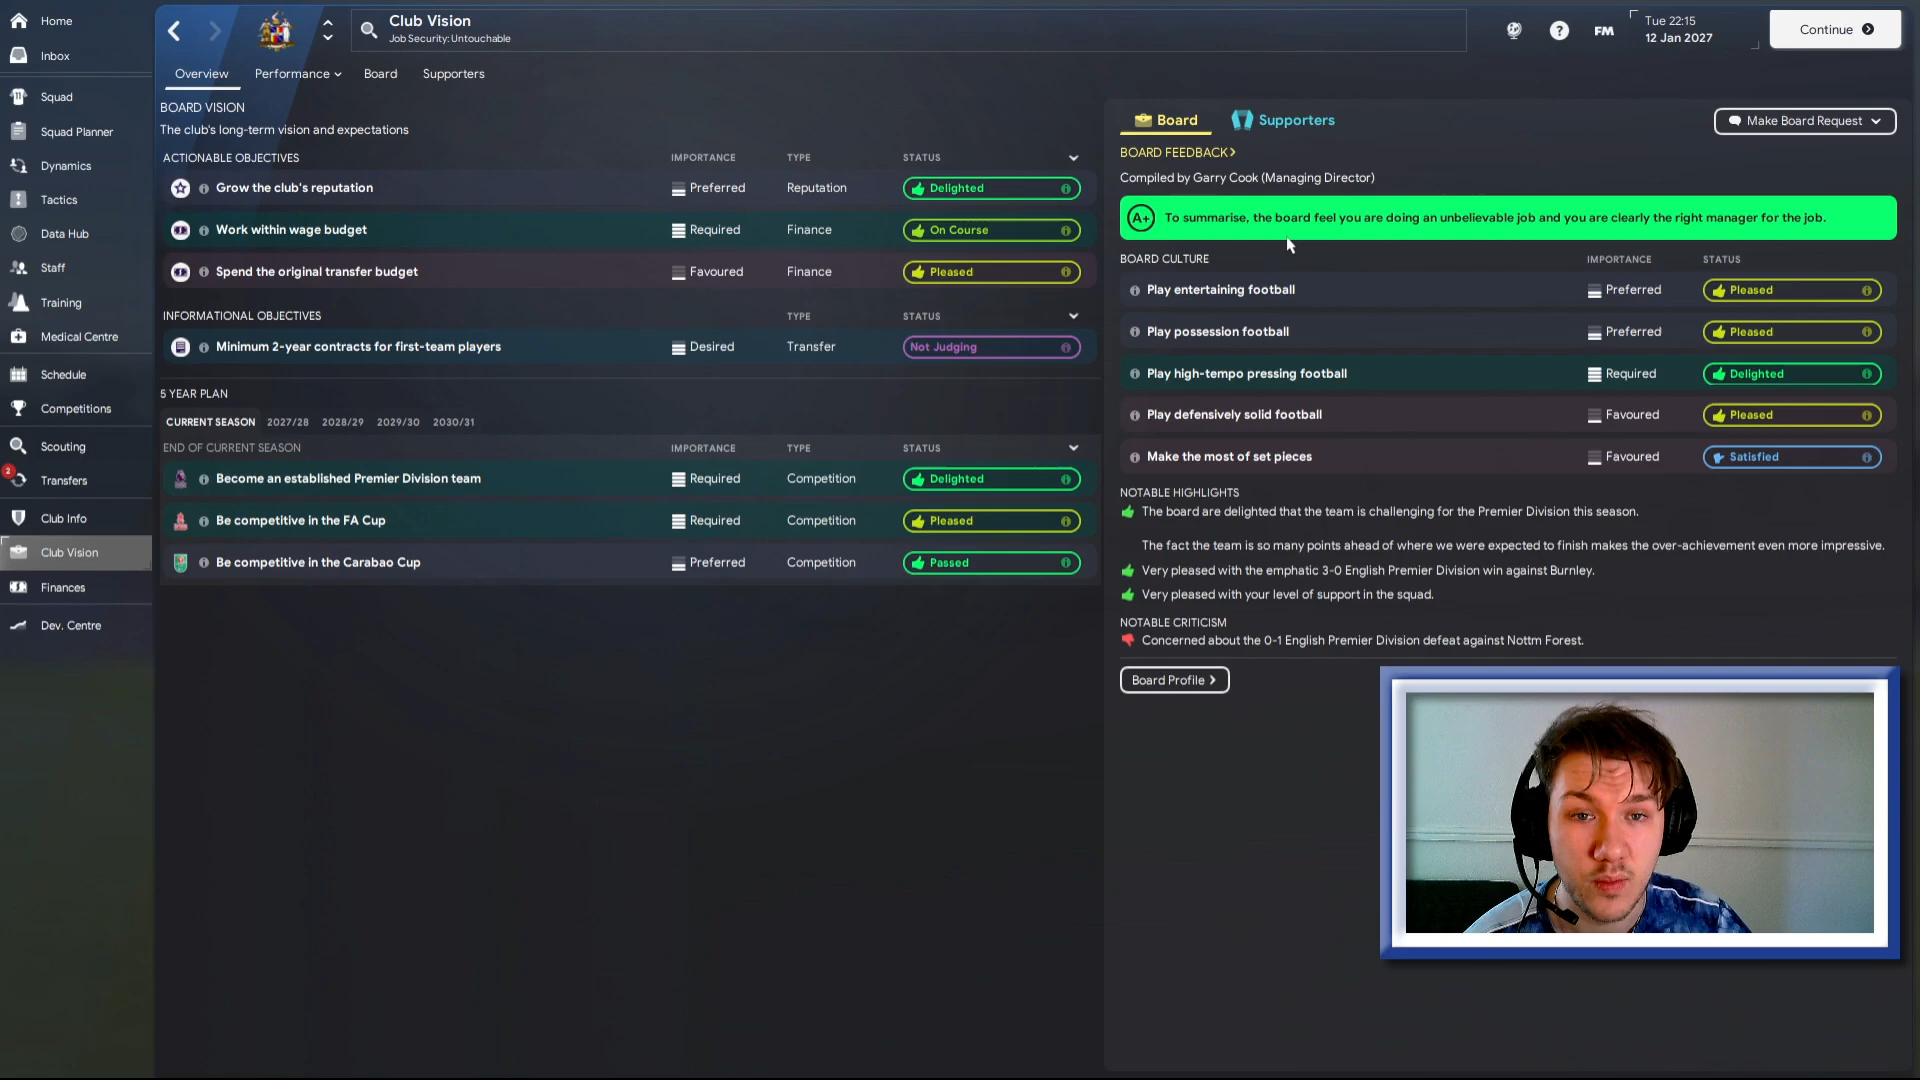 Home
Inbox
Squad
Squad Planner
Dynamics
Tactics
Data Hub
Staff
Training
Medical Centre
Schedule
Competitions
Scouting
2
Transfers
Club Info
Club Vision
Finances
Dev. Centre
Club Vision
Job Security: Untouchable
FM
Tue 22:15
12 Jan 2027
Continue
Overview Performance Board Supporters
BOARD VISION
The club's long-term vision and expectations
ACTIONABLE OBJECTIVES IMPORTANCE TYPE STATUS
Grow the club's reputation Preferred Reputation Delighted
Work within wage budget Required Finance On Course
Spend the original transfer budget Favoured Finance Pleased
INFORMATIONAL OBJECTIVES TYPE STATUS
Minimum 2-year contracts for first-team players Desired Transfer Not Judging
5 YEAR PLAN
CURRENT SEASON 2027/28 2028/29 2029/30 2030/31
END OF CURRENT SEASON IMPORTANCE TYPE STATUS
Become an established Premier Division team Required Competition Delighted
Be competitive in the FA Cup Required Competition Pleased
Be competitive in the Carabao Cup Preferred Competition Passed
Board Supporters
Make Board Request
BOARD FEEDBACK>
Compiled by Garry Cook (Managing Director)
A+ To summarise, the board feel you are doing an unbelievable job and you are clearly the right manager for the job.
BOARD CULTURE IMPORTANCE STATUS
Play entertaining football Preferred Pleased
Play possession football Preferred Pleased
Play high-tempo pressing football Required Delighted
Play defensively solid football Favoured Pleased
Make the most of set pieces Favoured Satisfied
NOTABLE HIGHLIGHTS
The board are delighted that the team is challenging for the Premier Division this season.
The fact the team is so many points ahead of where we were expected to finish makes the over-achievement even more impressive.
Very pleased with the emphatic 3-0 English Premier Division win against Burnley.
Very pleased with your level of support in the squad.
NOTABLE CRITICISM
Concerned about the 0-1 English Premier Division defeat against Nottm Forest.
Board Profile >